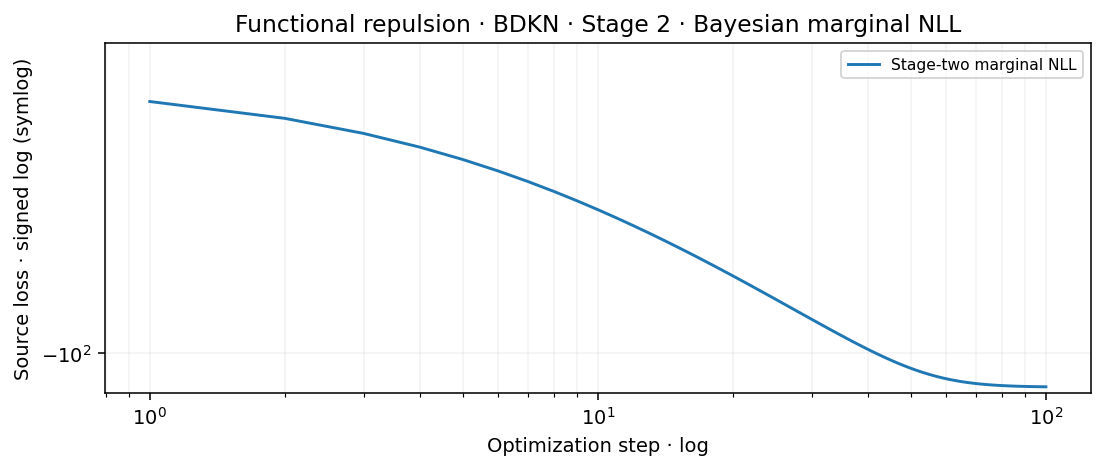 Functional repulsion · BDKN · Stage 2 · Bayesian marginal NLL
Stage-two marginal NLL
Source loss · signed log (symlog)
−10²
10⁰ 10¹ 10²
Optimization step · log